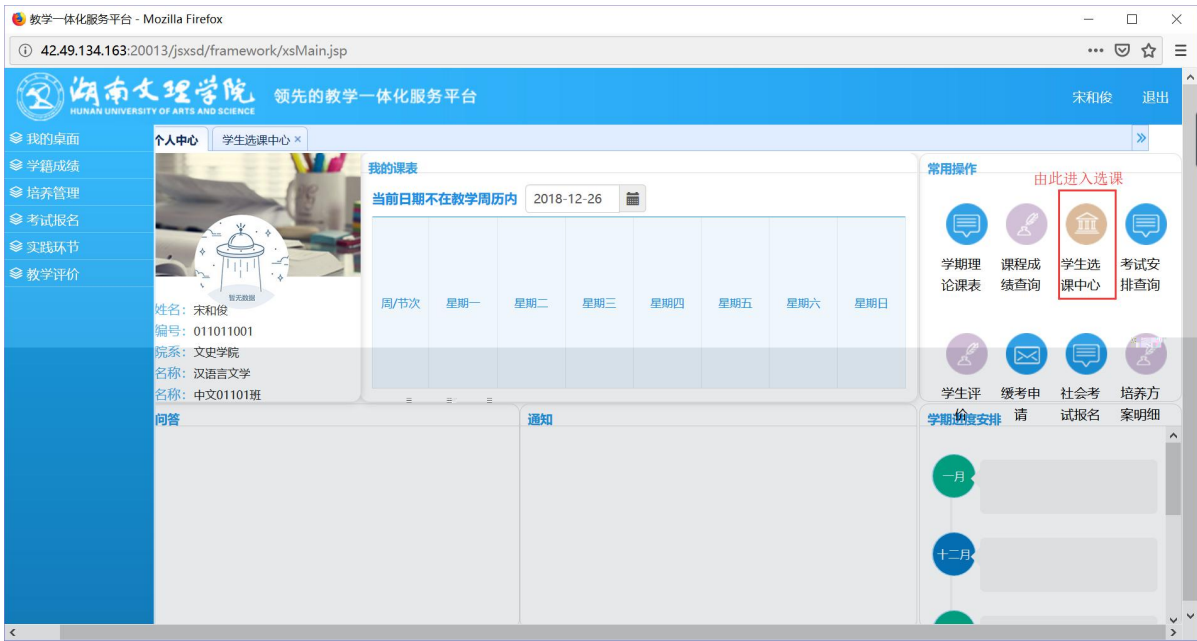 教学一体化服务平台 - Mozilla Firefox
42.49.134.163:20013/jsxsd/framework/xsMain.jsp
湖南文理学院
HUNAN UNIVERSITY OF ARTS AND SCIENCE
领先的教学一体化服务平台
宋和俊 退出
我的桌面
学籍成绩
培养管理
考试报名
实践环节
教学评价
个人中心 学生选课中心 ×
暂无数据
姓名：宋和俊
编号：011011001
院系：文史学院
名称：汉语言文学
名称：中文01101班
我的课表
当前日期不在教学周历内 2018-12-26
周/节次 星期一 星期二 星期三 星期四 星期五 星期六 星期日
常用操作
由此进入选课
学期理论课表
课程成绩查询
学生选课中心
考试安排查询
学生评价
缓考申请
社会考试报名
培养方案明细
问答
通知
学期进度安排
一月
十二月